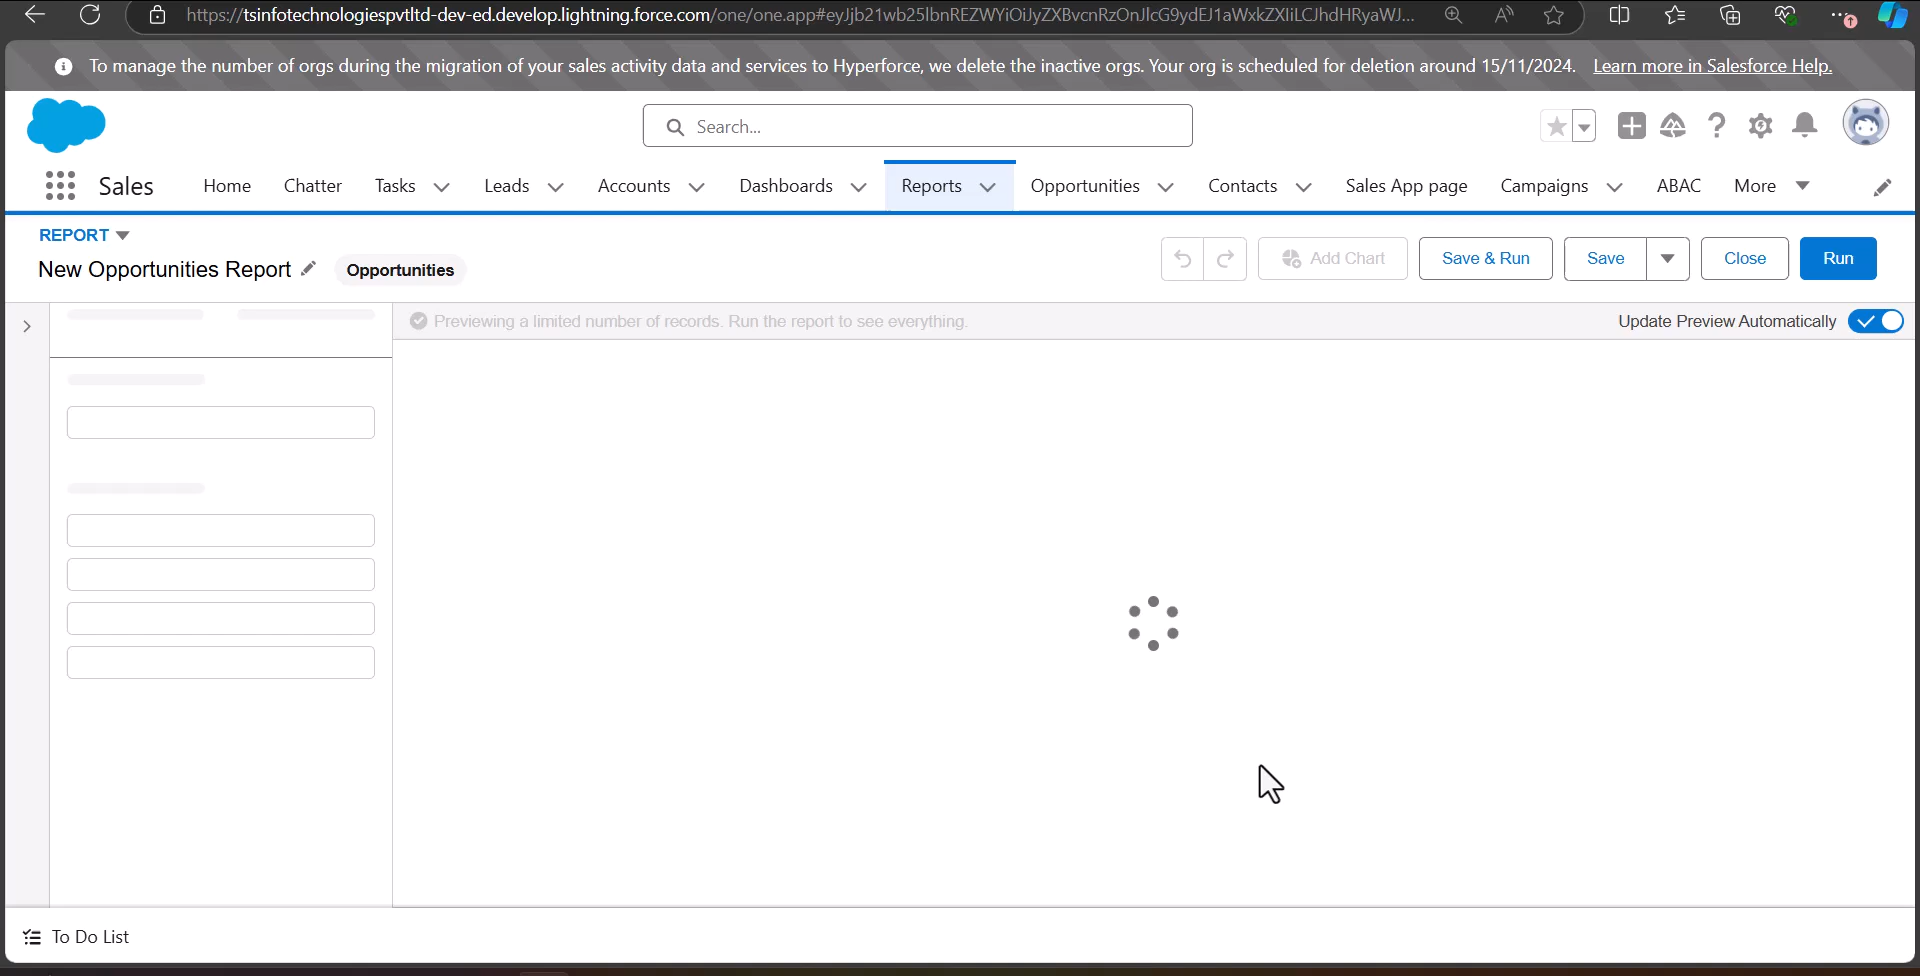 https://tsinfotechnologiespvtltd-dev-ed.develop.lightning.force.com/one/one.app#eyJjb21wb25lbnREZWYiOiJyZXBvcnRzOnJlcG9ydEJ1aWxkZXIiLCJhdHRyaWJ...
To manage the number of orgs during the migration of your sales activity data and services to Hyperforce, we delete the inactive orgs. Your org is scheduled for deletion around 15/11/2024. Learn more in Salesforce Help.
Search...
Sales Home Chatter Tasks Leads Accounts Dashboards Reports Opportunities Contacts Sales App page Campaigns ABAC More
REPORT
New Opportunities Report Opportunities
Add Chart Save & Run Save Close Run
Previewing a limited number of records. Run the report to see everything. Update Preview Automatically
To Do List